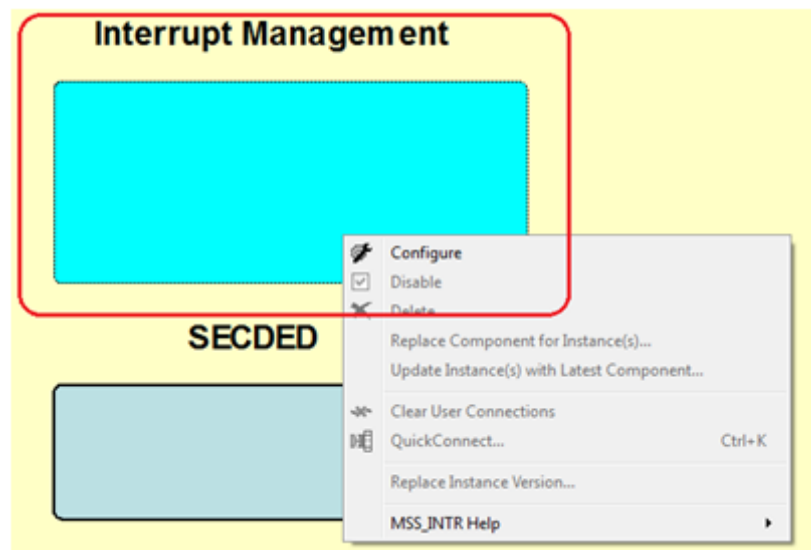 Interrupt Management
Configure
Disable
Delete
Replace Component for Instance(s)...
Update Instance(s) with Latest Component...
SECDED
Clear User Connections
QuickConnect... Ctrl+K
Replace Instance Version...
MSS_INTR Help